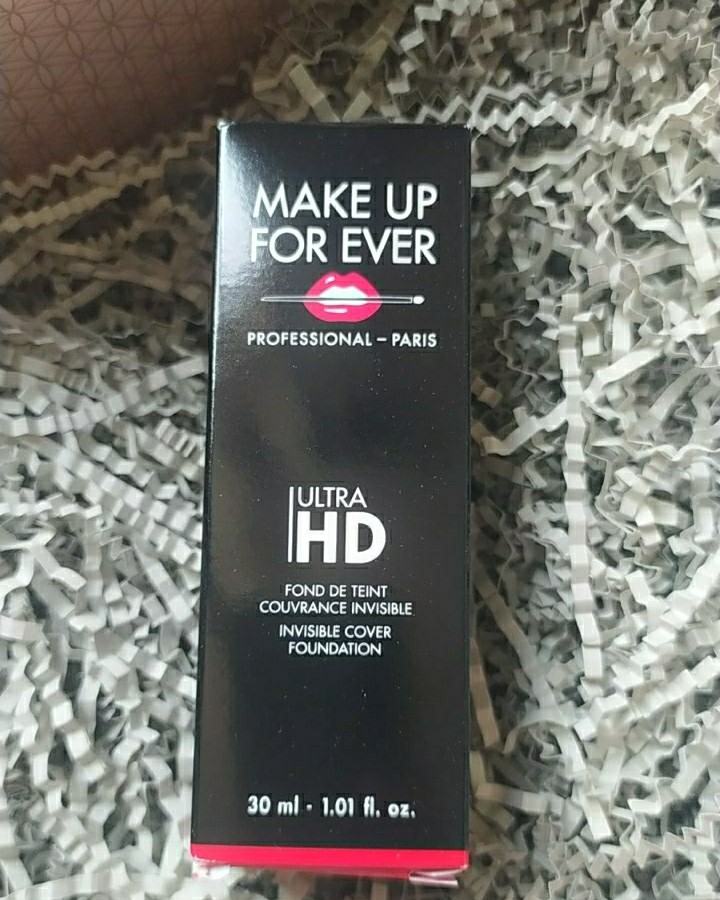 MAKE UP
FOR EVER
PROFESSIONAL – PARIS
ULTRA
HD
FOND DE TEINT
COUVRANCE INVISIBLE
INVISIBLE COVER
FOUNDATION
30 ml - 1.01 fl. oz.